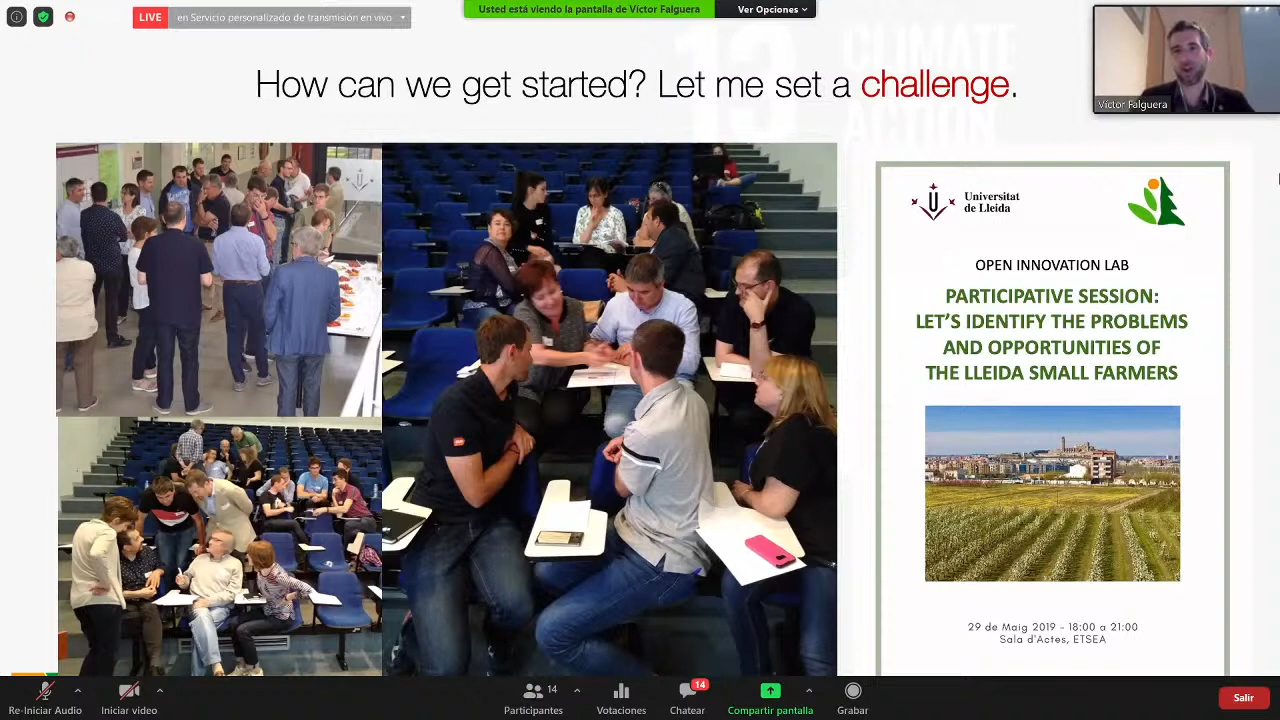 LIVE
en Servicio personalizado de transmisión en vivo
Usted está viendo la pantalla de Víctor Falguera
Ver Opciones
Víctor Falguera
13 CLIMATE
ACTION
How can we get started? Let me set a challenge.
Universitat
de Lleida
OPEN INNOVATION LAB
PARTICIPATIVE SESSION:
LET'S IDENTIFY THE PROBLEMS
AND OPPORTUNITIES OF
THE LLEIDA SMALL FARMERS
29 de Maig 2019 - 18:00 a 21:00
Sala d'Actes, ETSEA
Re-Iniciar Audio
Iniciar video
14
Participantes
Votaciones
14
Chatear
Compartir pantalla
Grabar
Salir